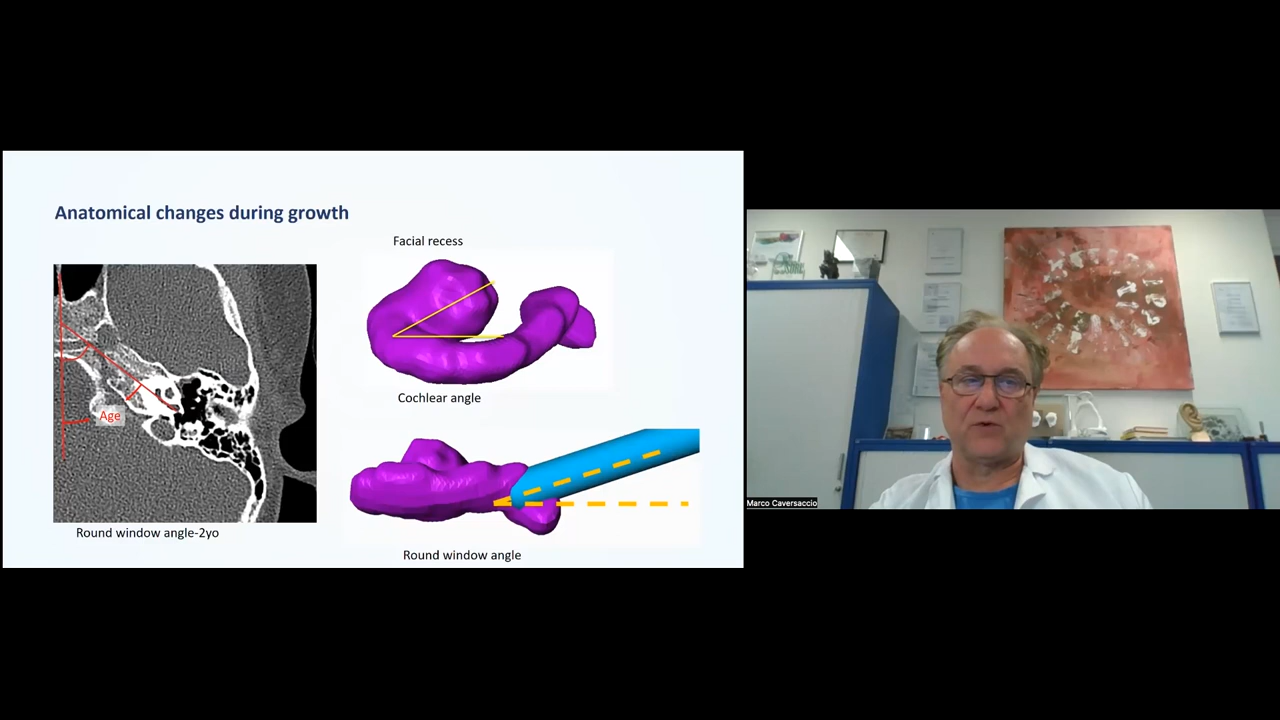 Anatomical changes during growth
Facial recess
Age
Cochlear angle
Round window angle-2yo
Round window angle
Marco Caversaccio